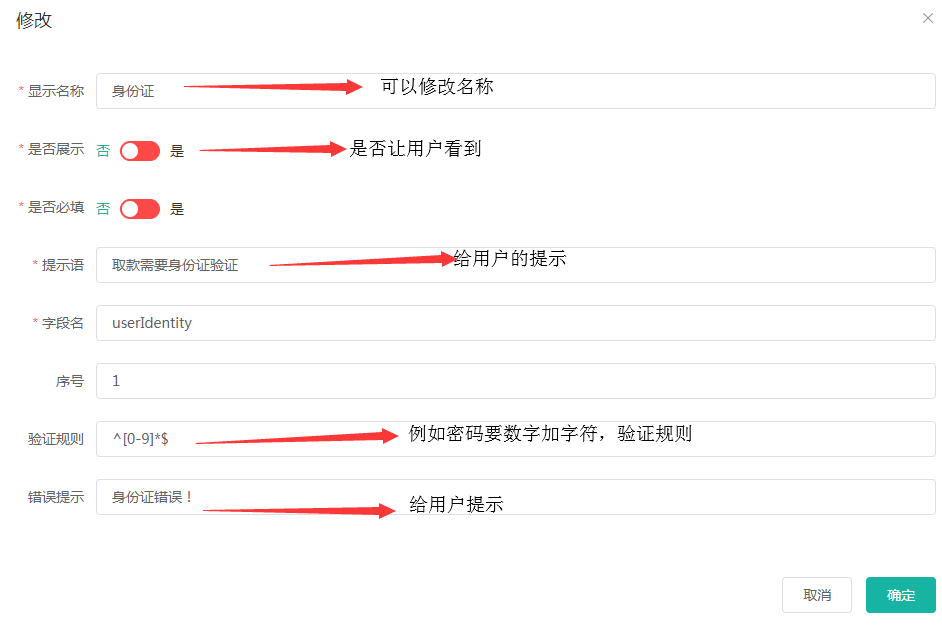 修改
* 显示名称 身份证 可以修改名称
* 是否展示 否 是 是否让用户看到
* 是否必填 否 是
* 提示语 取款需要身份证验证 给用户的提示
* 字段名 userIdentity
序号 1
验证规则 ^[0-9]*$ 例如密码要数字加字符，验证规则
错误提示 身份证错误！ 给用户提示
取消 确定